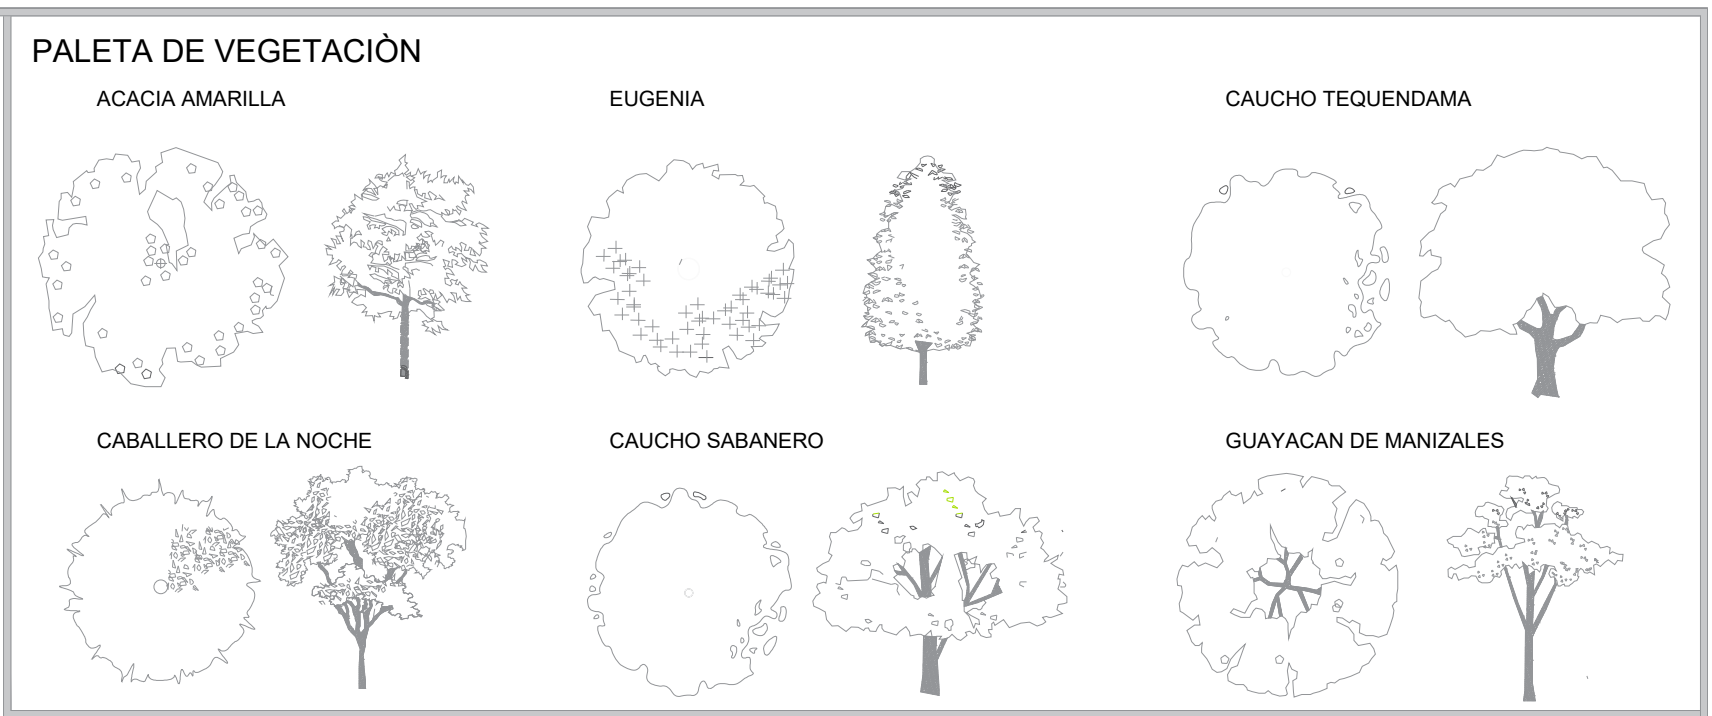 PALETA DE VEGETACIÒN
ACACIA AMARILLA
EUGENIA
CAUCHO TEQUENDAMA
CABALLERO DE LA NOCHE
CAUCHO SABANERO
GUAYACAN DE MANIZALES